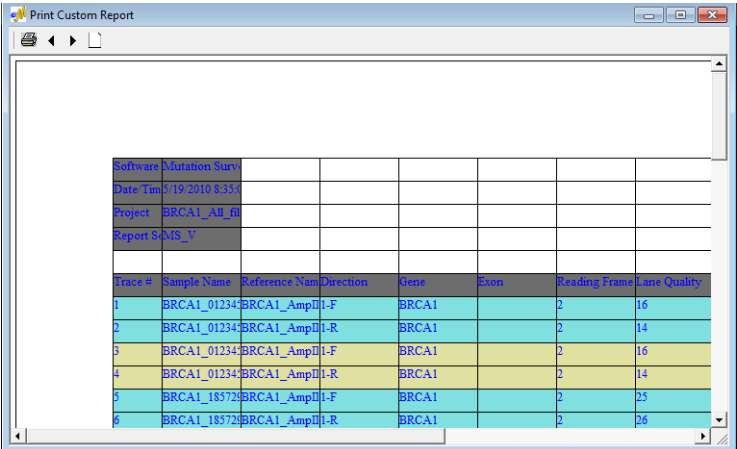 Print Custom Report
Software Mutation Surv
Date/Tim 5/19/2010 8:35:0
Project BRCA1_All_fil
Report Se MS_V
Trace # Sample Name Reference Nam Direction Gene Exon Reading Frame Lane Quality
1 BRCA1_01234 BRCA1_AmpI 1-F BRCA1 2 16
2 BRCA1_01234 BRCA1_AmpI 1-R BRCA1 2 14
3 BRCA1_01234 BRCA1_AmpI 1-F BRCA1 2 16
4 BRCA1_01234 BRCA1_AmpI 1-R BRCA1 2 14
5 BRCA1_18572 BRCA1_AmpI 1-F BRCA1 2 25
6 BRCA1_18572 BRCA1_AmpI 1-R BRCA1 2 26